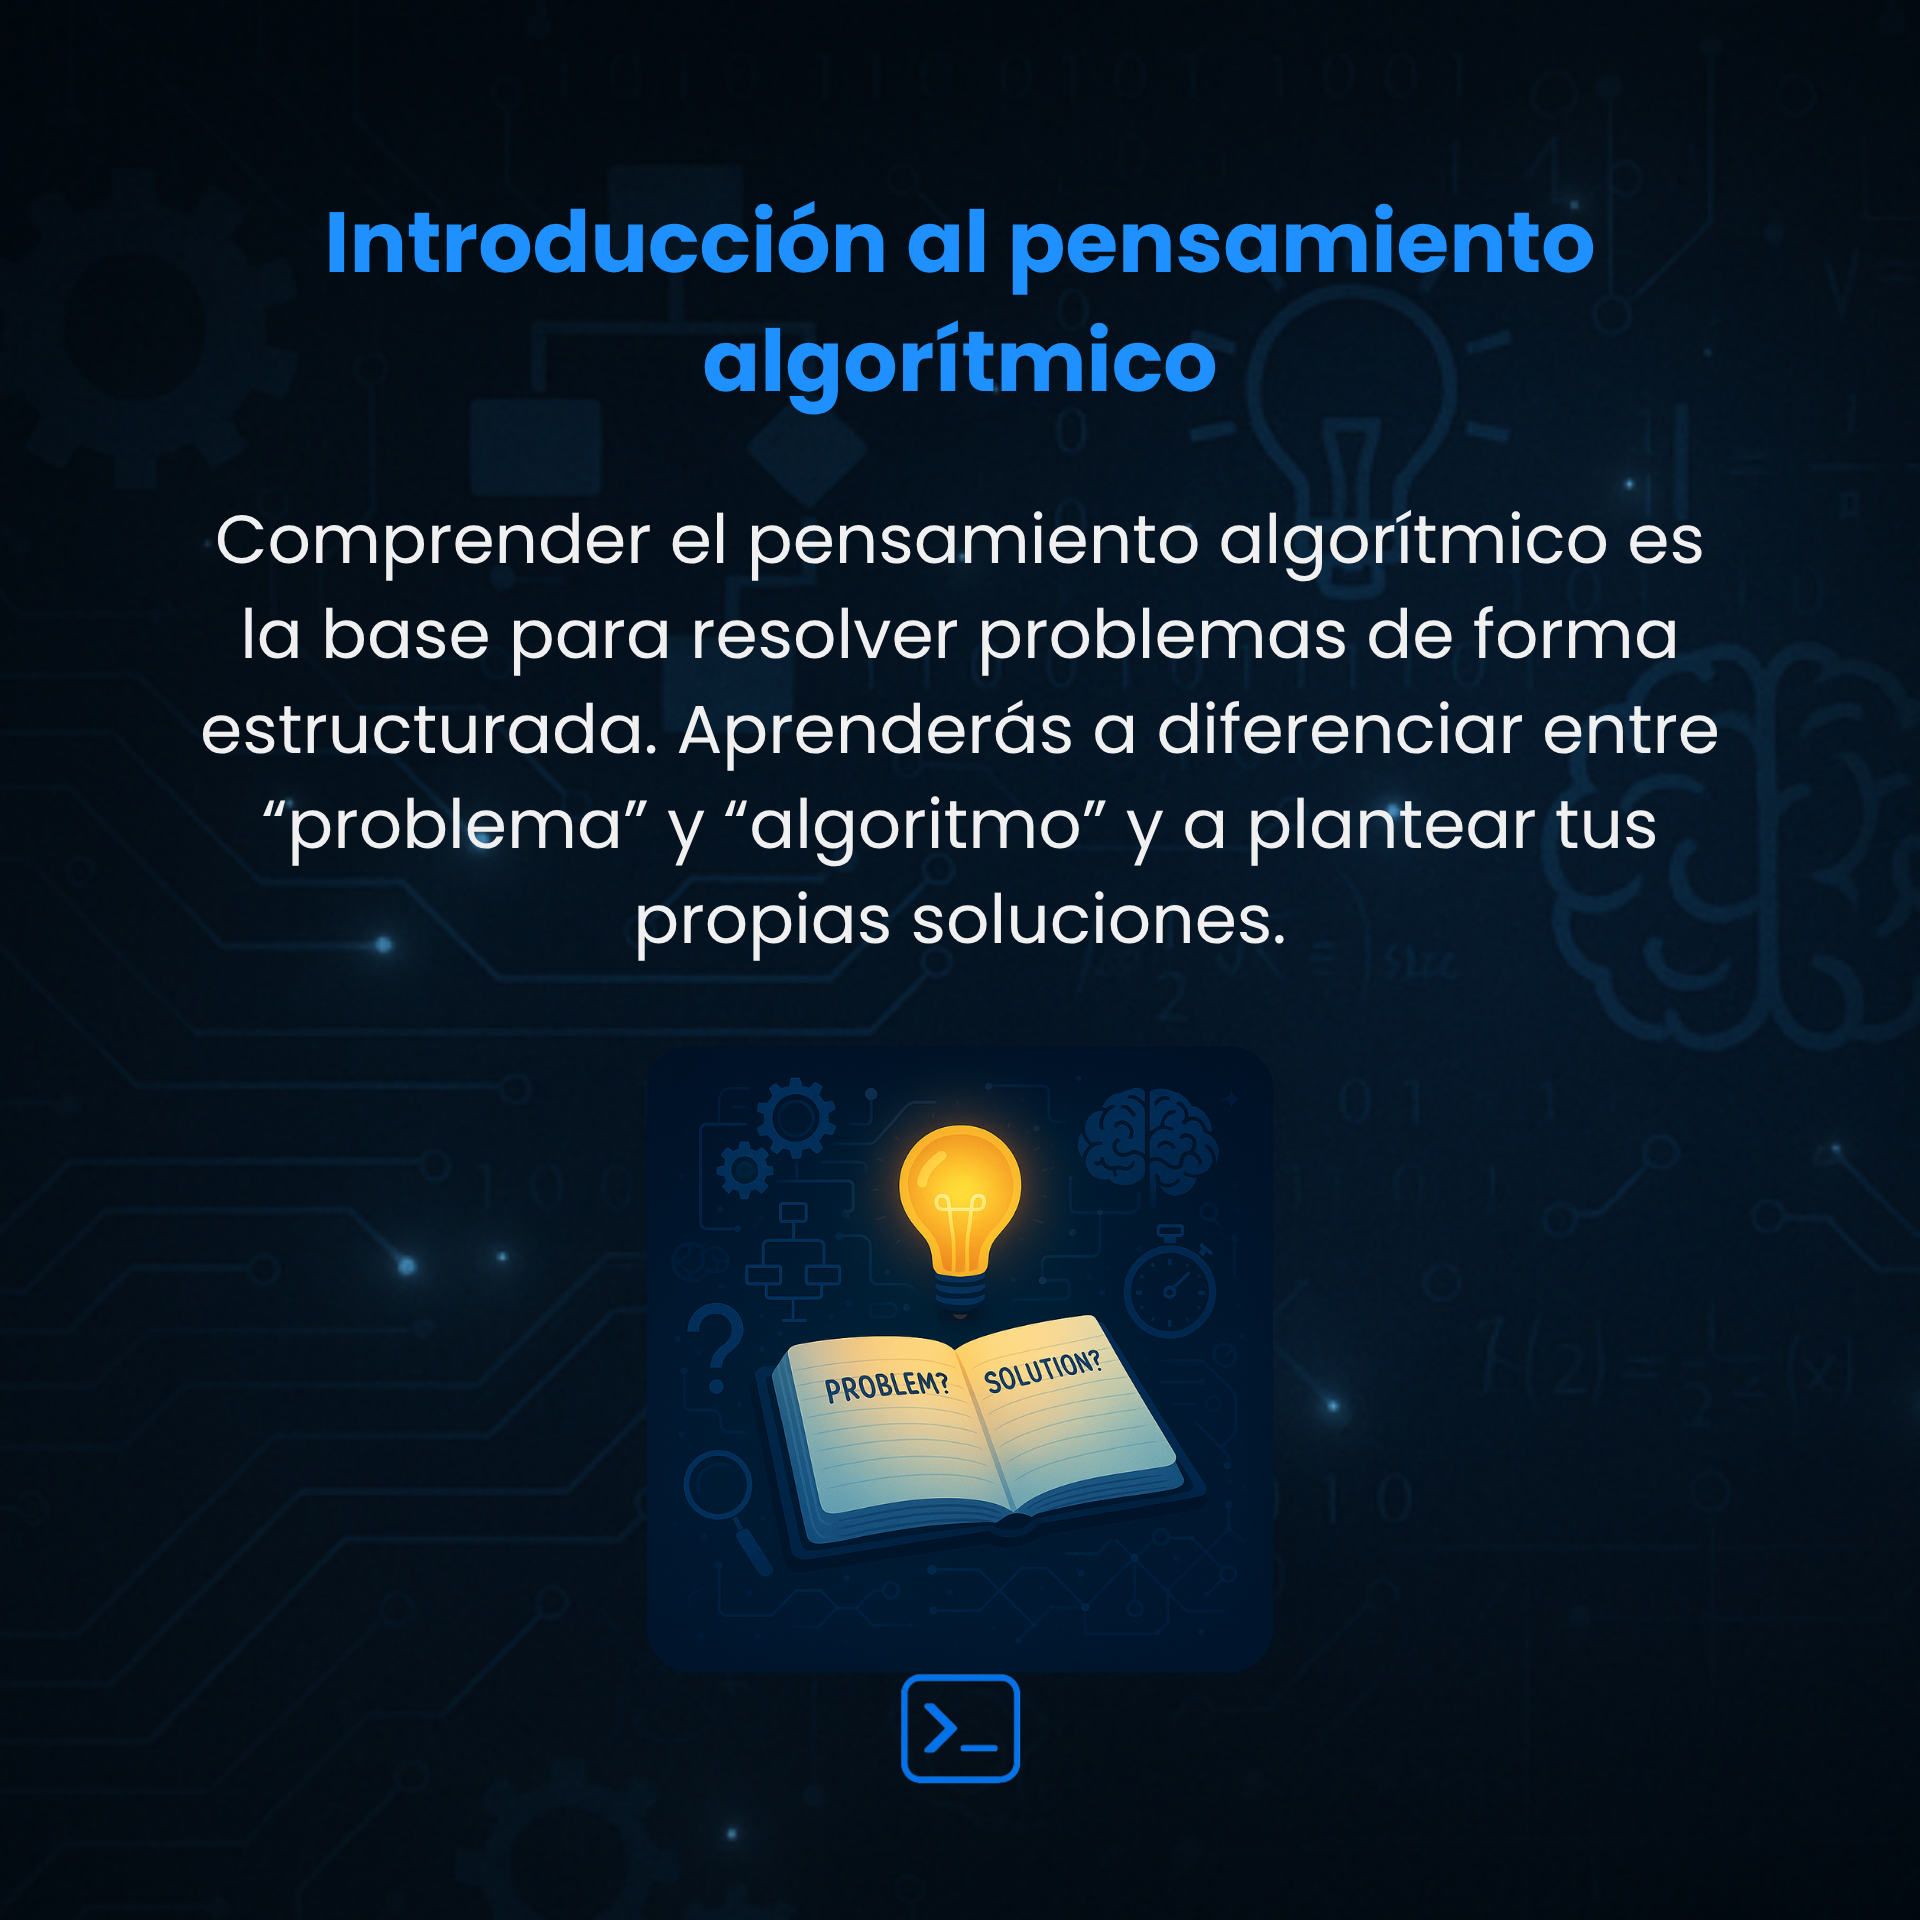 Introducción al pensamiento
algorítmico
Comprender el pensamiento algorítmico es
la base para resolver problemas de forma
estructurada. Aprenderás a diferenciar entre
“problema” y “algoritmo” y a plantear tus
propias soluciones.
PROBLEM?
SOLUTION?